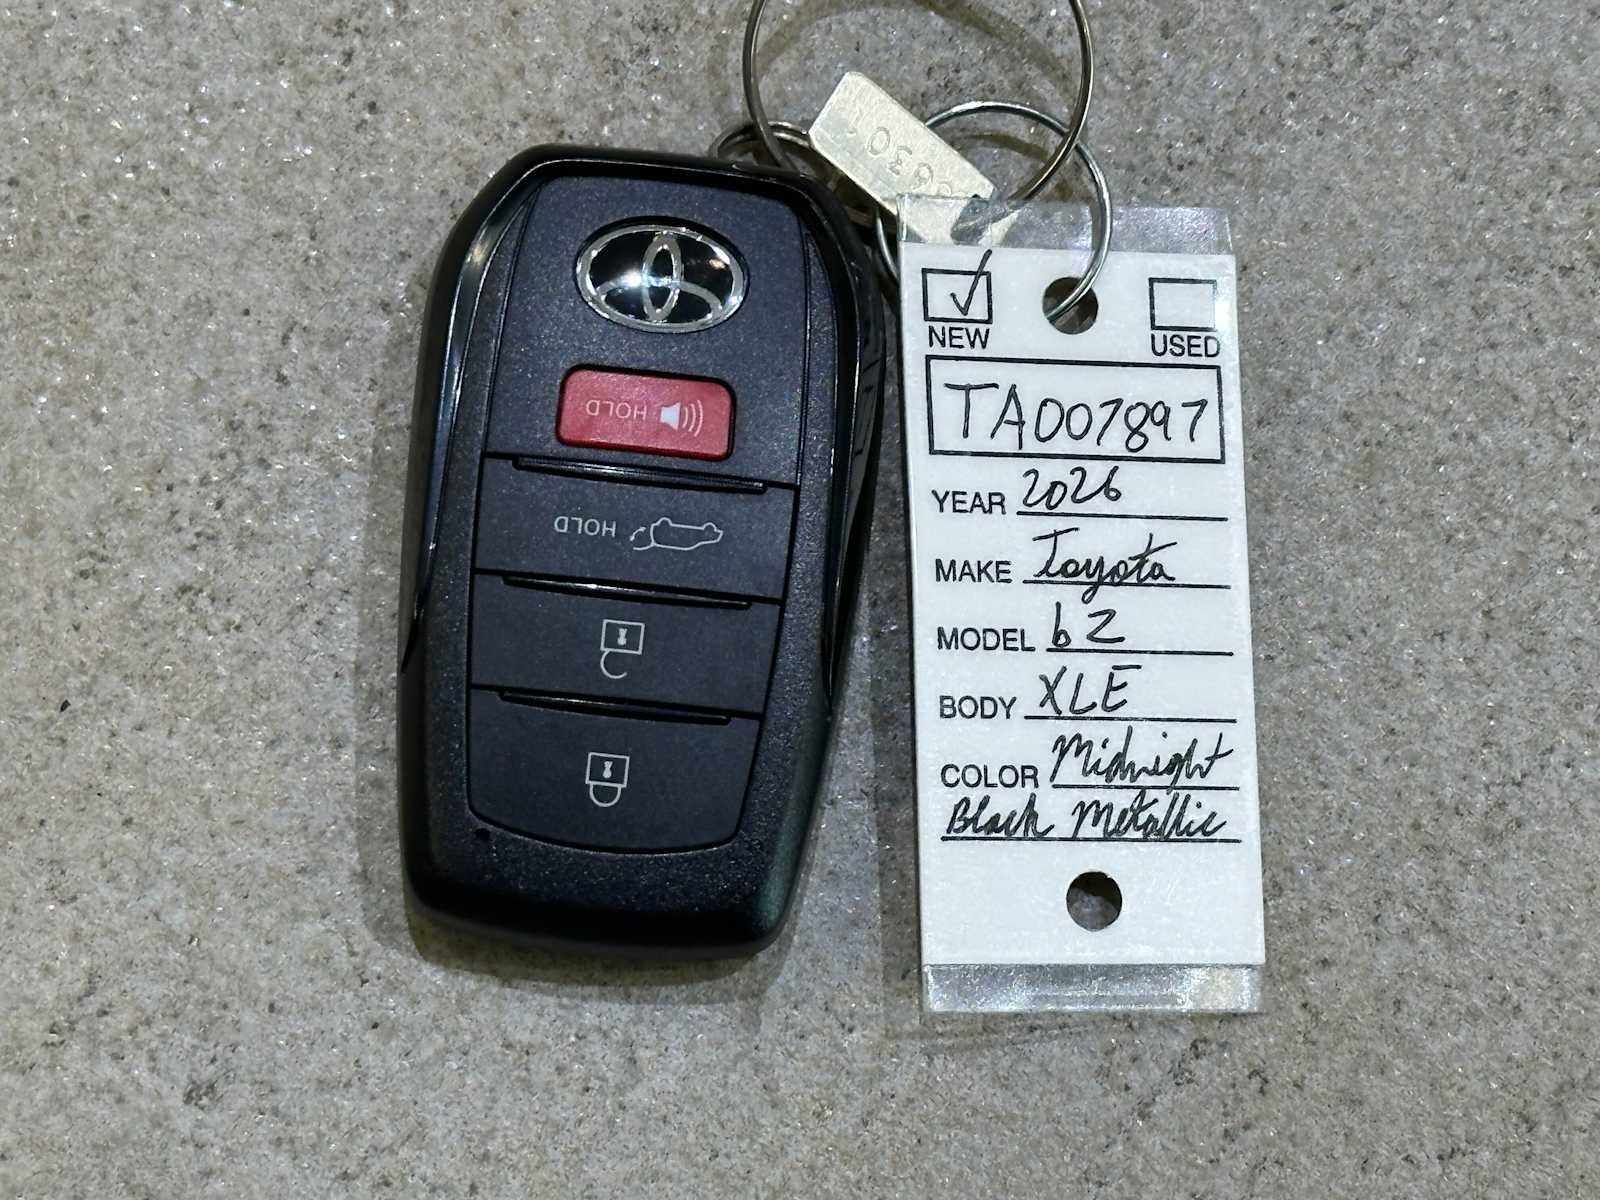 HOLD
HOLD
NEW
USED
TA007897
YEAR 2026
MAKE Toyota
MODEL bZ
BODY XLE
COLOR Midnight
Black Metallic